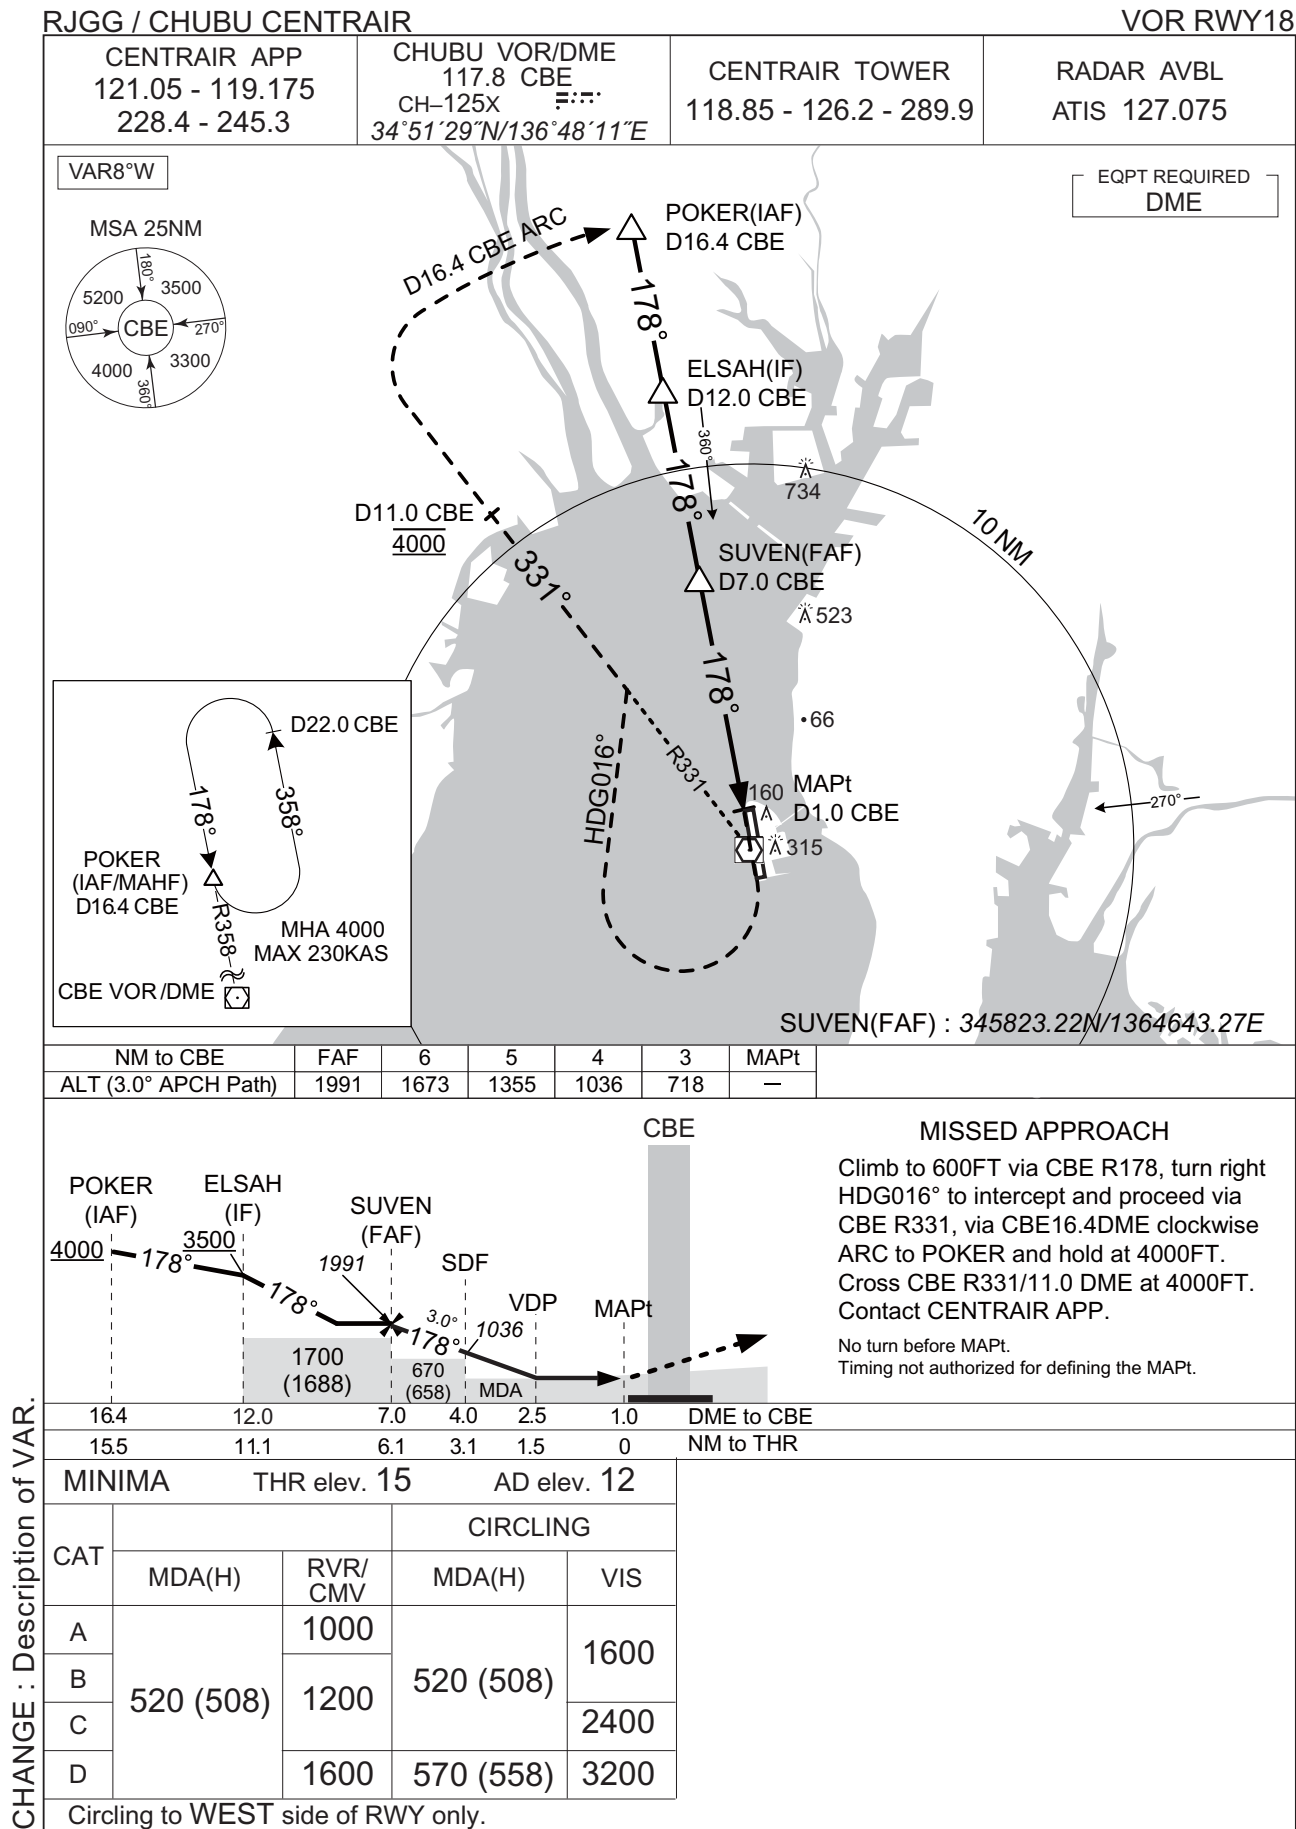 RJGG / CHUBU CENTRAIR
VOR RWY18
CENTRAIR APP
121.05 - 119.175
228.4 - 245.3
CHUBU VOR/DME
117.8 CBE
CH–125X
34°51´29˝N/136°48´11˝E
CENTRAIR TOWER
118.85 - 126.2 - 289.9
RADAR AVBL
ATIS 127.075
VAR8°W
EQPT REQUIRED
DME
MSA 25NM
180°
5200
3500
090°
CBE
270°
4000
3300
360°
D16.4 CBE ARC
POKER(IAF)
D16.4 CBE
178°
ELSAH(IF)
D12.0 CBE
360°
178°
734
D11.0 CBE
4000
10 NM
331°
SUVEN(FAF)
D7.0 CBE
523
178°
66
HDG016°
R331
160
MAPt
D1.0 CBE
270°
315
D22.0 CBE
178°
358°
POKER
(IAF/MAHF)
D16.4 CBE
R358
MHA 4000
MAX 230KAS
CBE VOR/DME
SUVEN(FAF) : 345823.22N/1364643.27E
NM to CBE FAF 6 5 4 3 MAPt
ALT (3.0° APCH Path) 1991 1673 1355 1036 718 —
CBE
POKER
(IAF)
ELSAH
(IF)
SUVEN
(FAF)
4000
178°
3500
1991
SDF
178°
VDP
MAPt
3.0°
178°
1036
1700
(1688)
670
(658)
MDA
MISSED APPROACH
Climb to 600FT via CBE R178, turn right
HDG016° to intercept and proceed via
CBE R331, via CBE16.4DME clockwise
ARC to POKER and hold at 4000FT.
Cross CBE R331/11.0 DME at 4000FT.
Contact CENTRAIR APP.
No turn before MAPt.
Timing not authorized for defining the MAPt.
16.4 12.0 7.0 4.0 2.5 1.0 DME to CBE
15.5 11.1 6.1 3.1 1.5 0 NM to THR
MINIMA THR elev. 15 AD elev. 12
CAT
CIRCLING
MDA(H)
RVR/
CMV
MDA(H)
VIS
A
1000
1600
B
520 (508)
1200
520 (508)
C
2400
D
1600
570 (558)
3200
Circling to WEST side of RWY only.
CHANGE : Description of VAR.